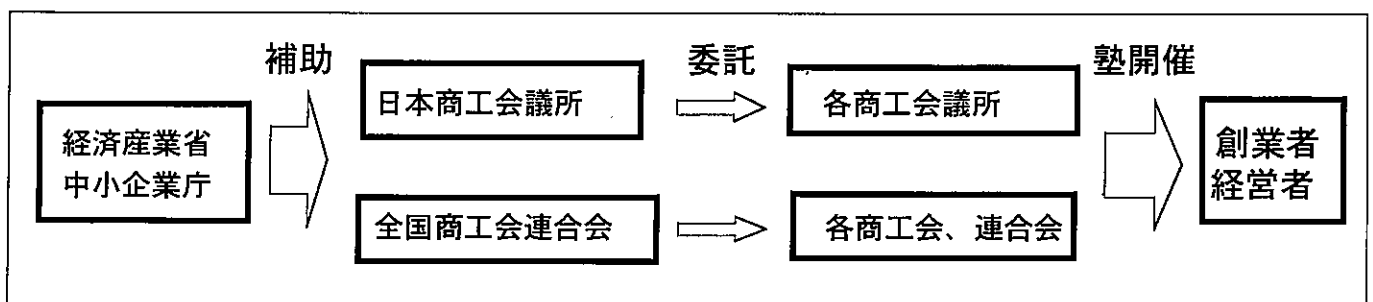 補助
委託
塾開催
経済産業省
中小企業庁
日本商工会議所
各商工会議所
創業者
経営者
全国商工会連合会
各商工会、連合会